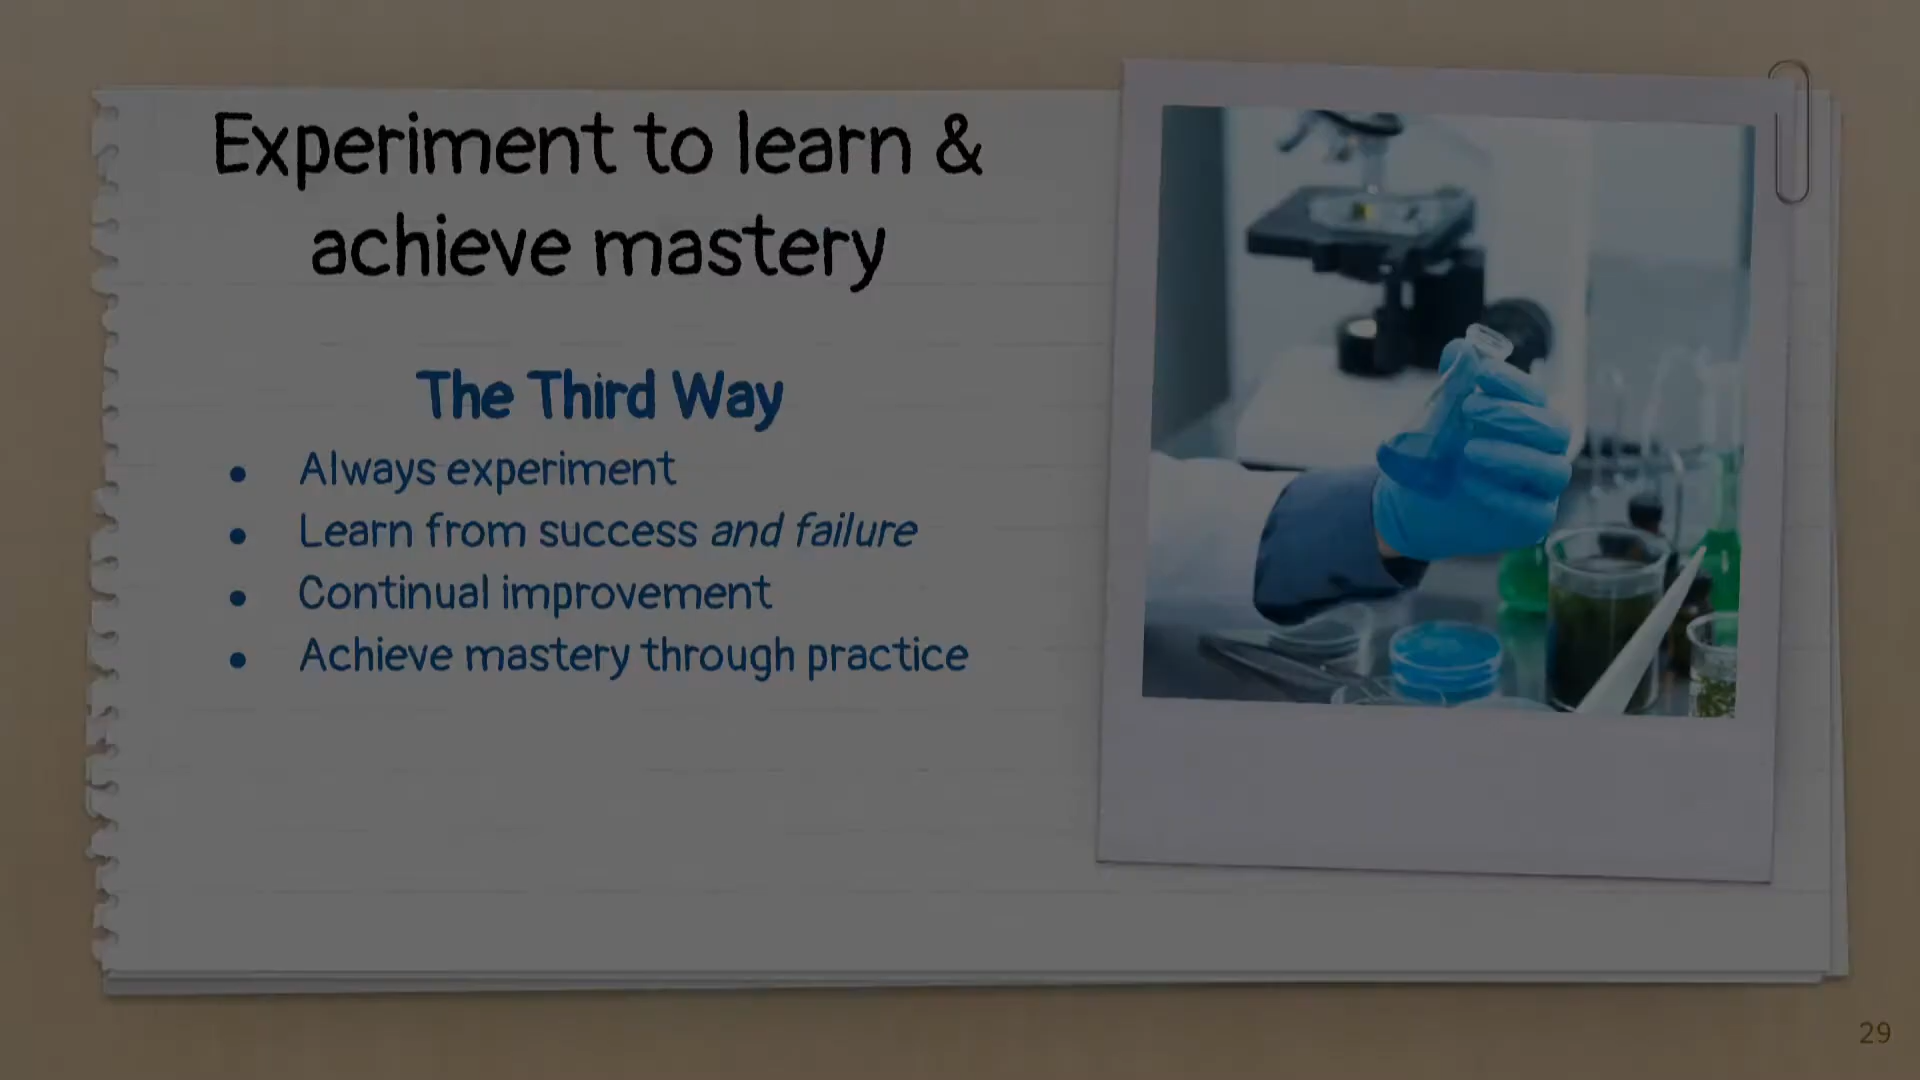 Experiment to learn &
achieve mastery
The Third Way
• Always experiment
• Learn from success and failure
• Continual improvement
• Achieve mastery through practice
29